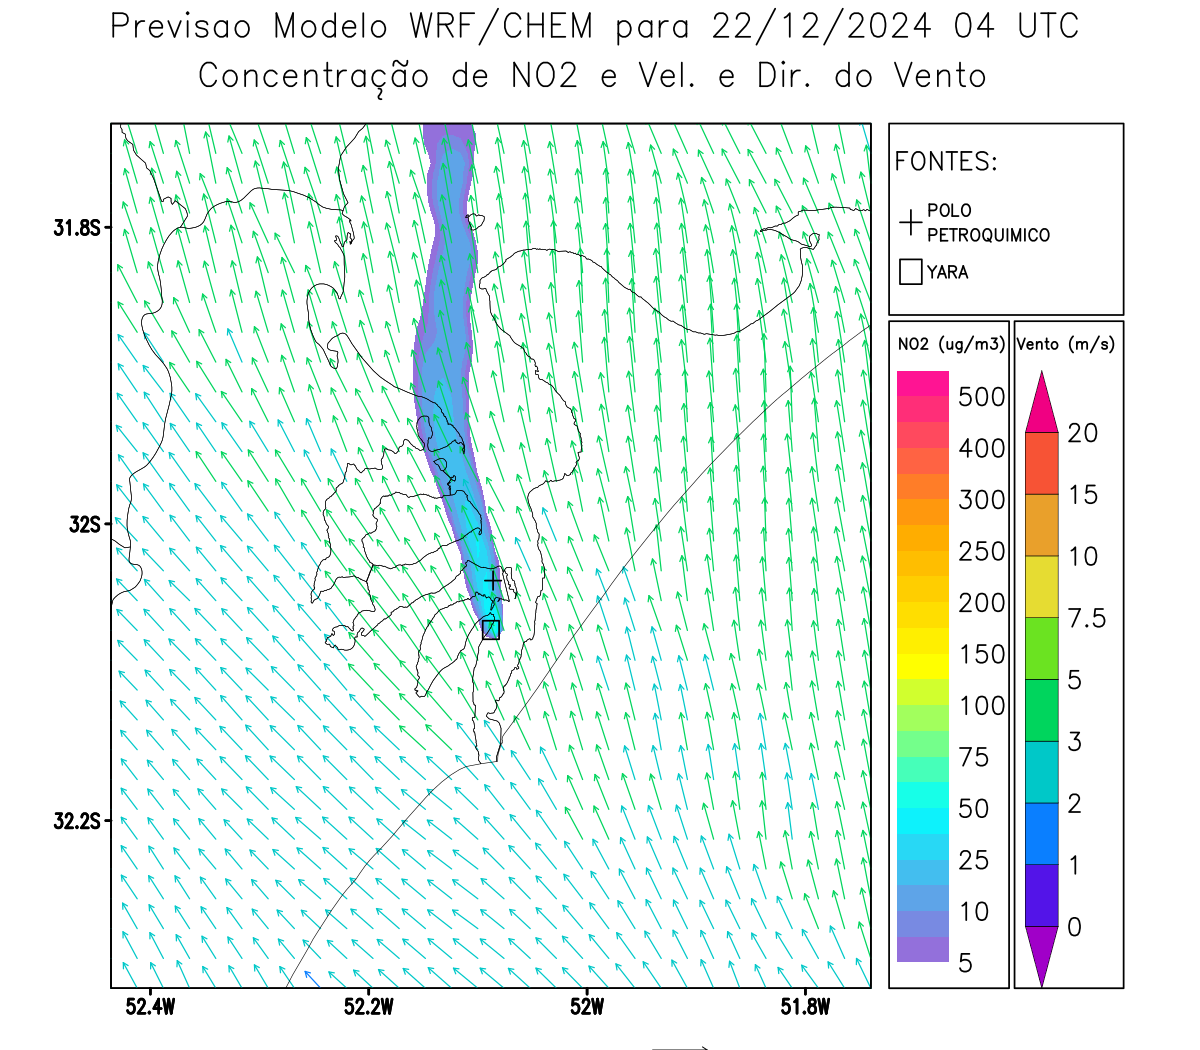 Previsao Modelo WRF/CHEM para 22/12/2024 04 UTC
Concentração de NO2 e Vel. e Dir. do Vento
FONTES:
POLO
PETROQUIMICO
YARA
NO2 (ug/m3)
500
400
300
250
200
150
100
75
50
25
10
5
Vento (m/s)
20
15
10
7.5
5
3
2
1
0
31.8S
32S
32.2S
52.4W
52.2W
52W
51.8W